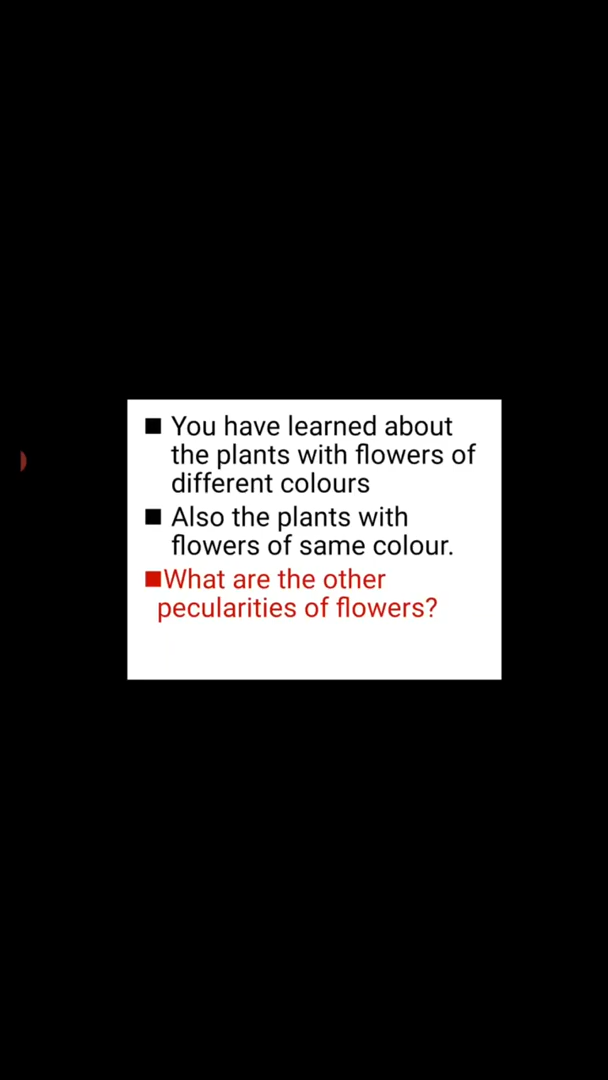 ■ You have learned about
the plants with flowers of
different colours
■ Also the plants with
flowers of same colour.
■What are the other
pecularities of flowers?